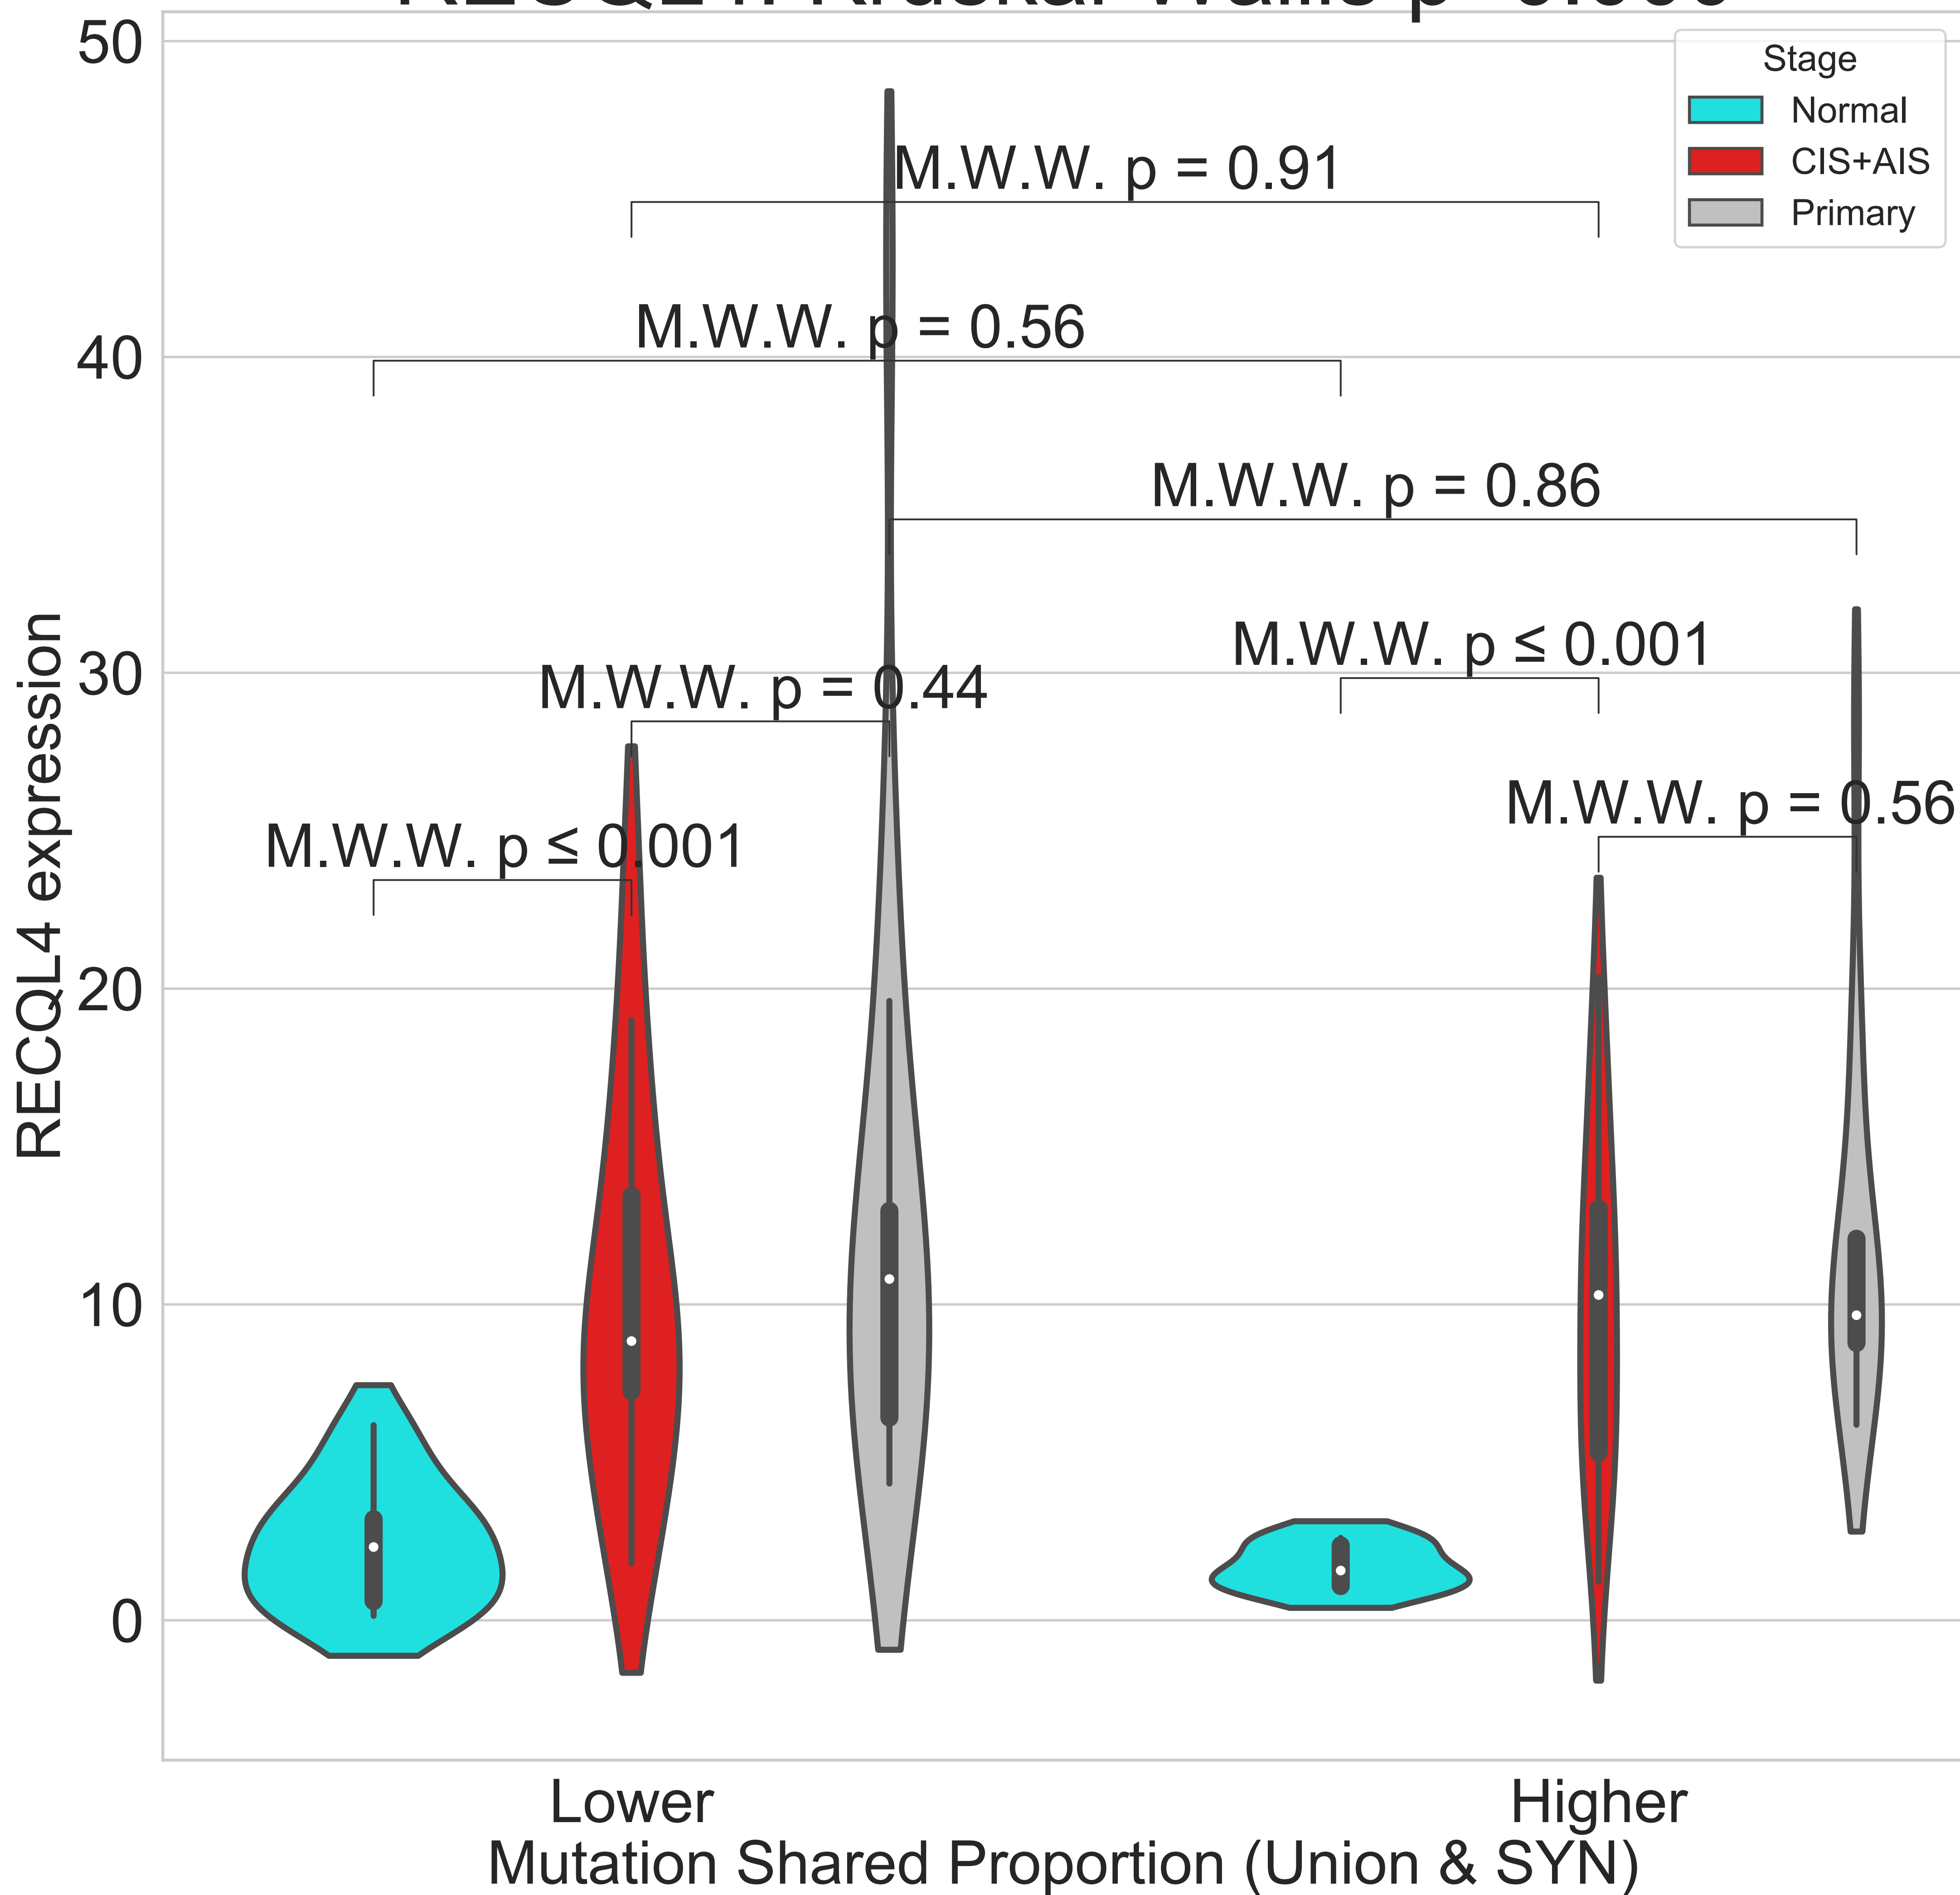 50
Stage
Normal
CIS+AIS
Primary
M.W.W. p = 0.91
M.W.W. p = 0.56
40
M.W.W. p = 0.86
M.W.W. p ≤ 0.001
30
M.W.W. p = 0.44
M.W.W. p = 0.56
M.W.W. p ≤ 0.001
RECQL4 expression
20
10
0
Lower
Higher
Mutation Shared Proportion (Union & SYN)